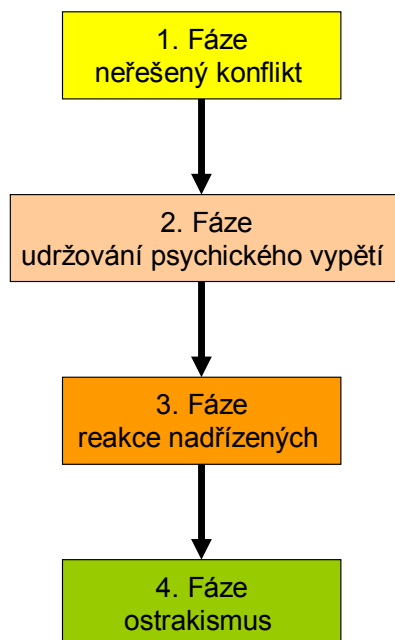 1. Fáze
neřešený konflikt
2. Fáze
udržování psychického vypětí
3. Fáze
reakce nadřízených
4. Fáze
ostrakismus